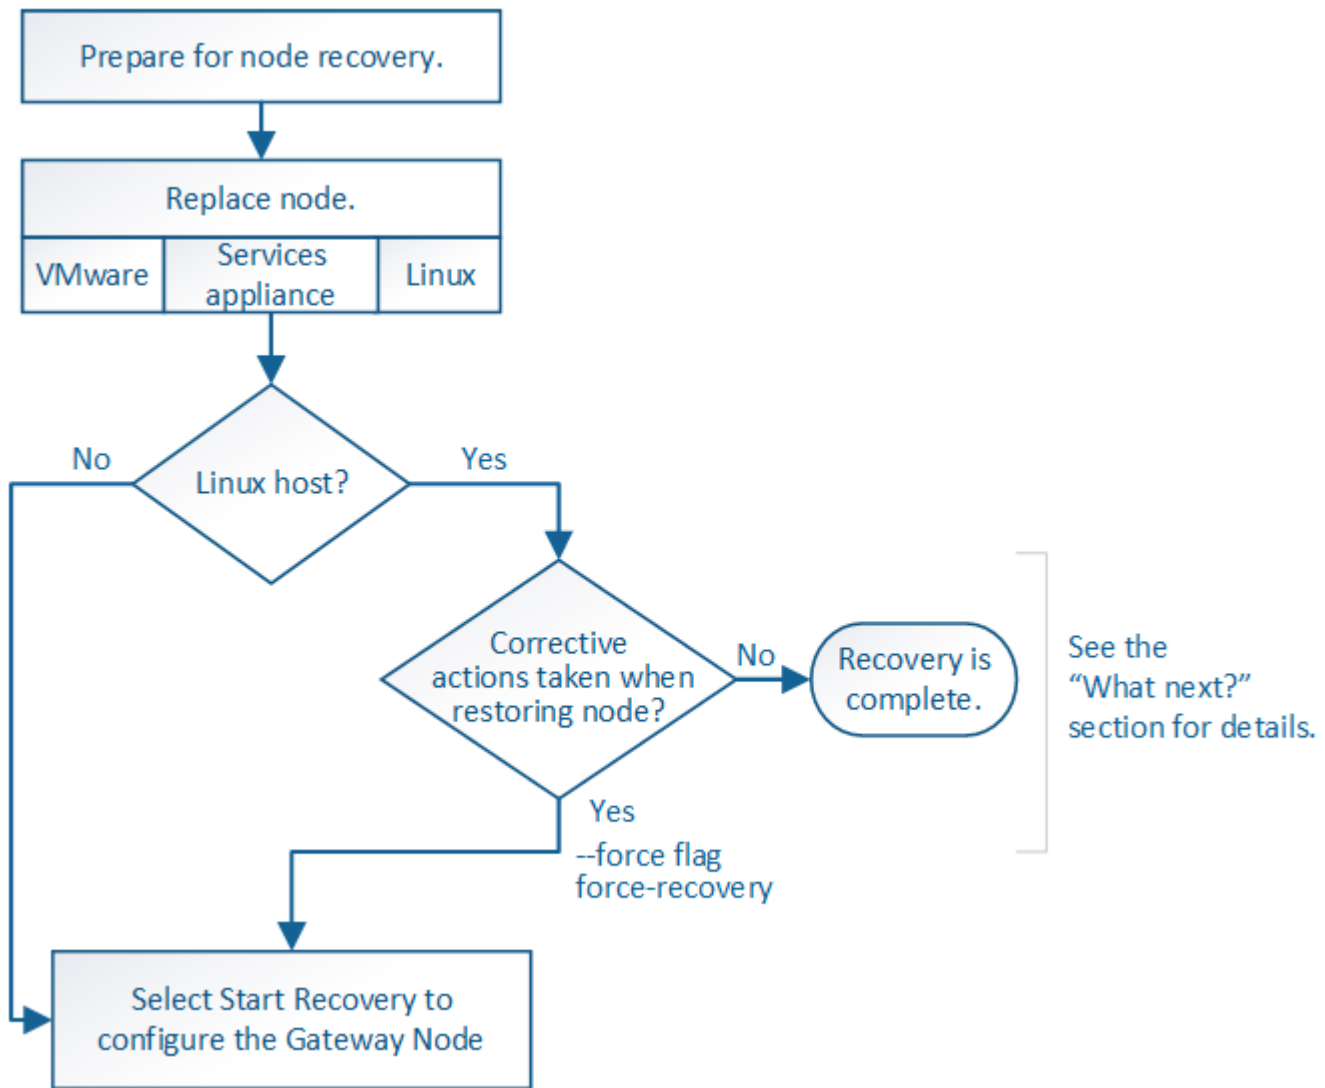 Prepare for node recovery.
Replace node.
VMware
Services
appliance
Linux
No
Yes
Linux host?
Corrective
actions taken when
restoring node?
No
Recovery is
complete.
See the
“What next?”
section for details.
Yes
--force flag
force-recovery
Select Start Recovery to
configure the Gateway Node